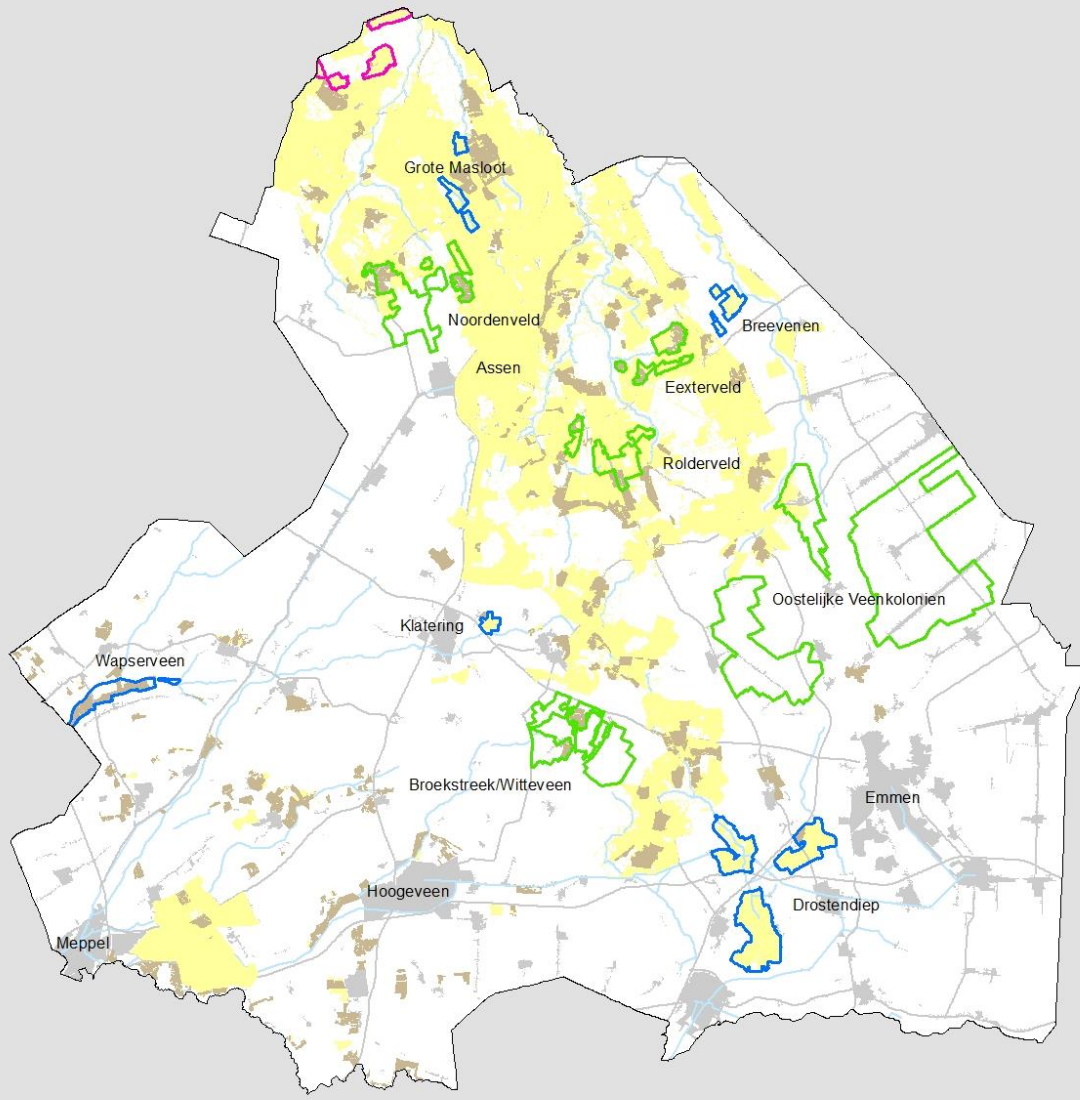 Grote Masloot
Noordenveld
Breevenen
Assen
Eexterveld
Rolderveld
Oostelijke Veenkolonien
Klatering
Wapserveen
Broekstreek/Witteveen
Emmen
Hoogeveen
Drostendiep
Meppel